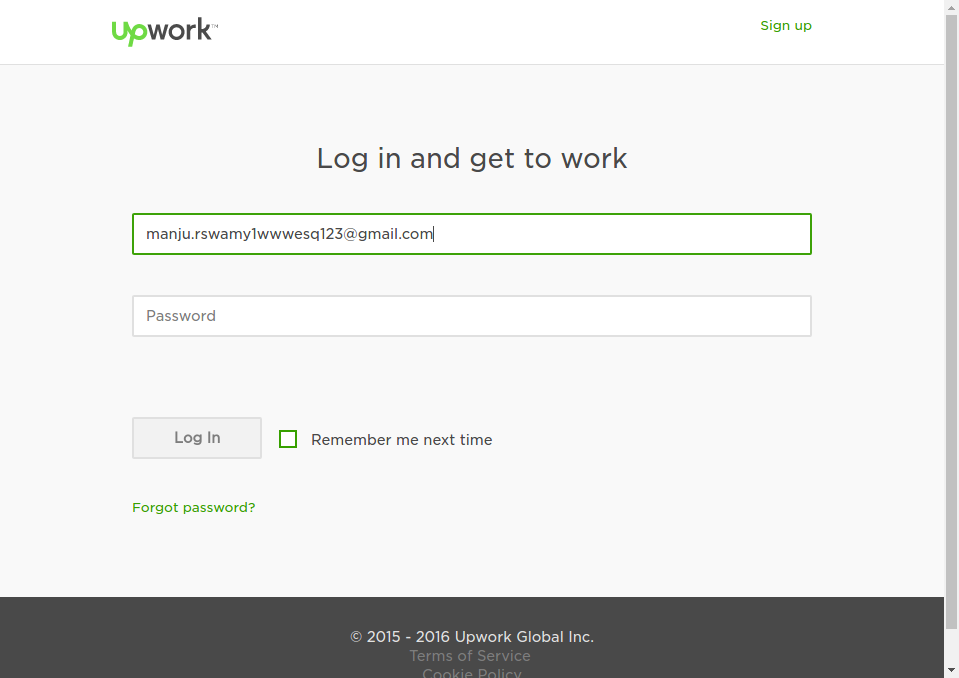 upwork™
Sign up
Log in and get to work
manju.rswamy1wwwesq123@gmail.com
Password
Log In
Remember me next time
Forgot password?
© 2015 - 2016 Upwork Global Inc.
Terms of Service
Cookie Policy